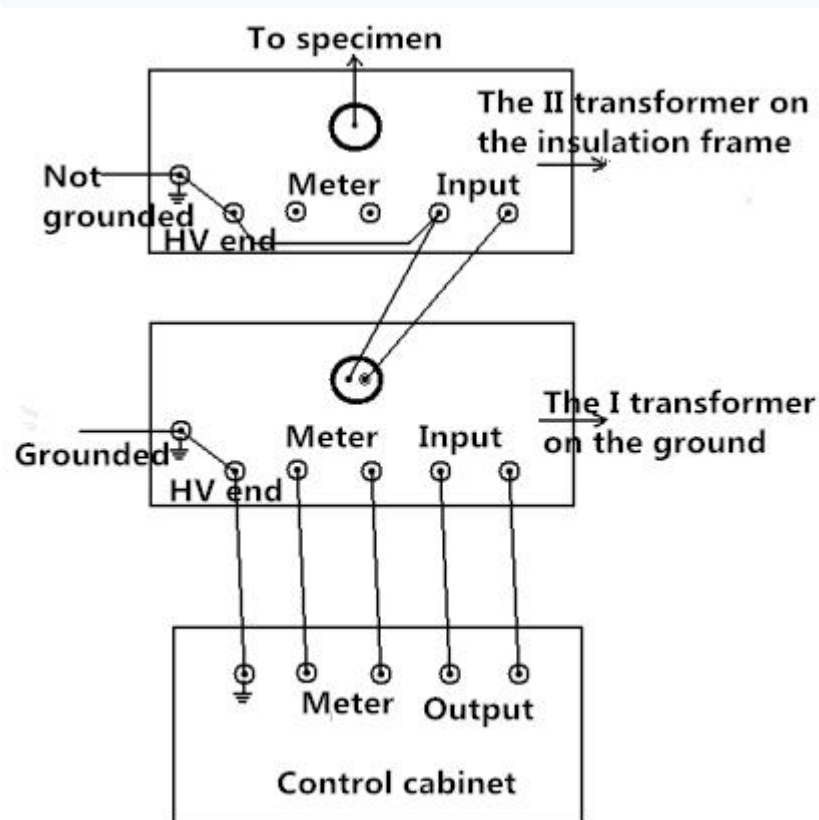 To specimen
The II transformer on
the insulation frame
Not
grounded
Meter
Input
HV end
The I transformer
on the ground
Grounded
Meter
Input
HV end
Meter
Output
Control cabinet